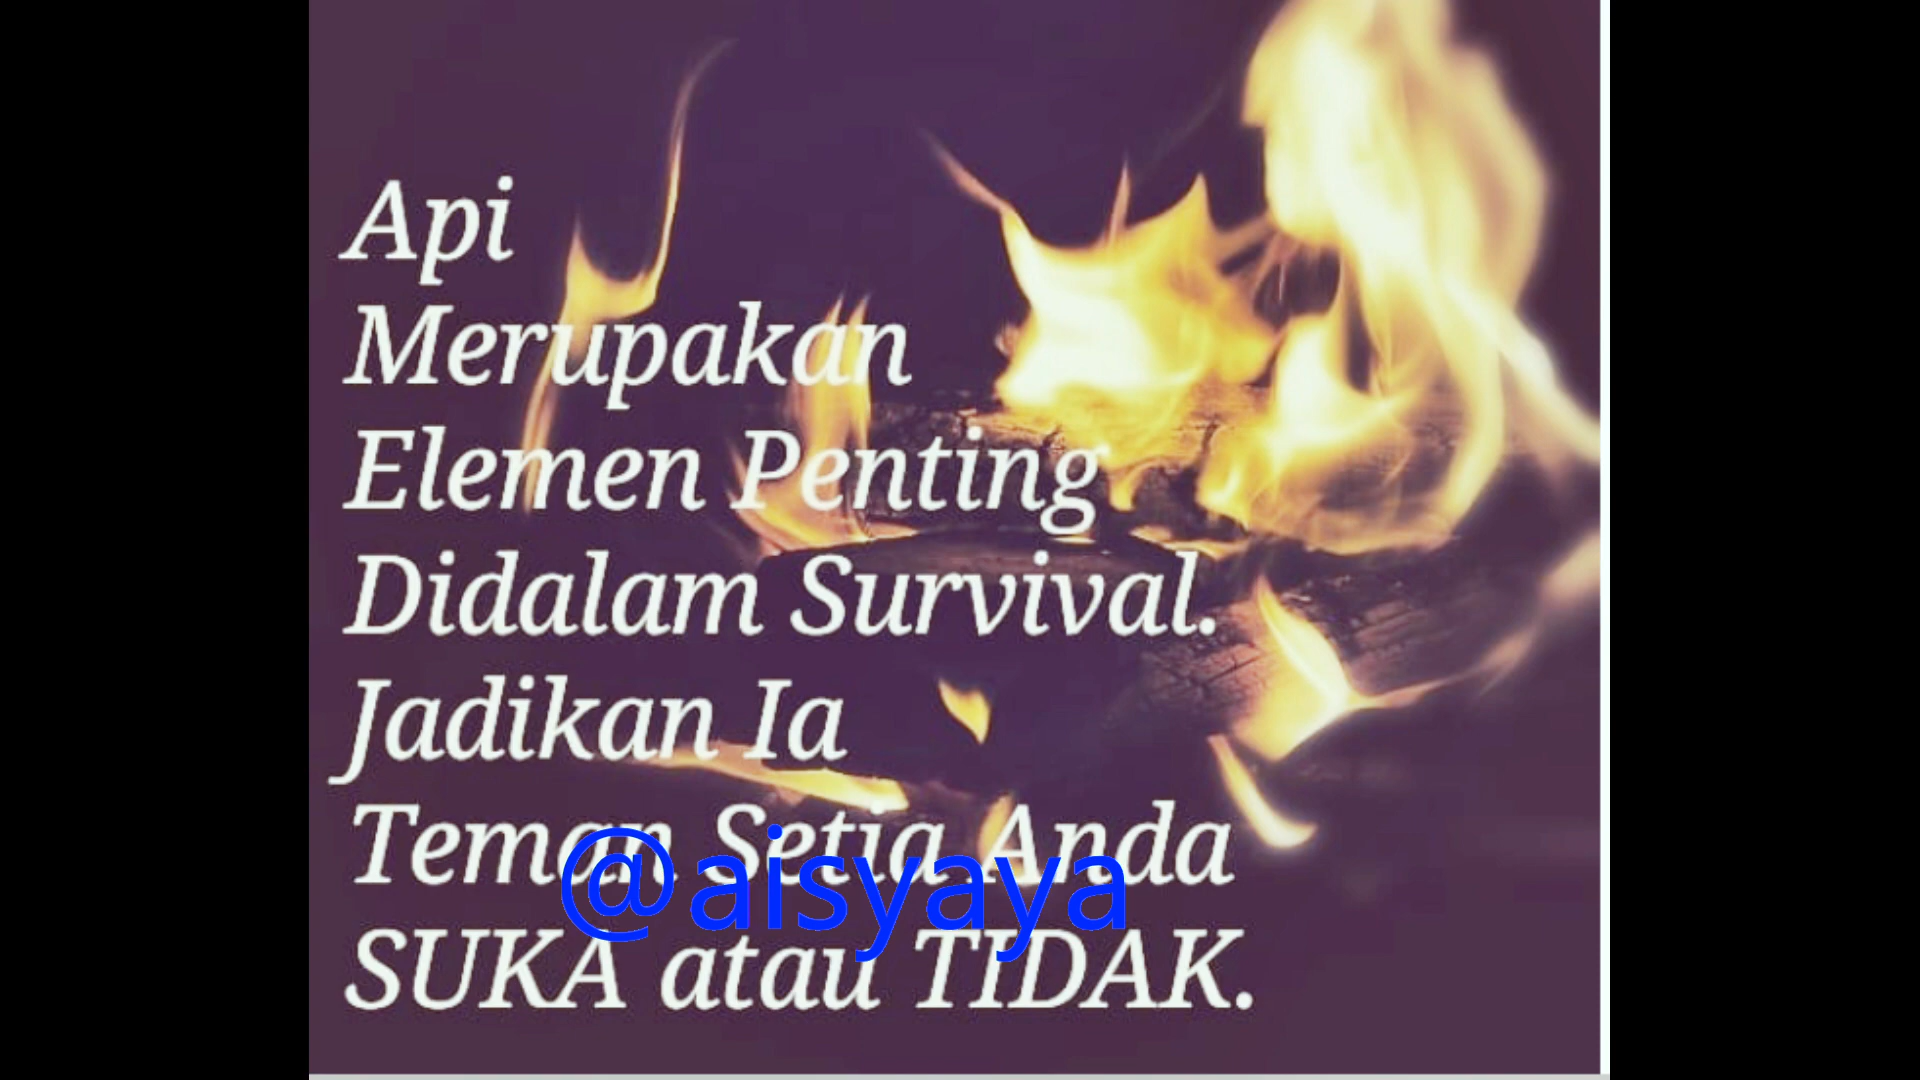 Api
Merupakan
Elemen Penting
Didalam Survival.
Jadikan Ia
Teman Setia Anda
@aisyaya
SUKA atau TIDAK.